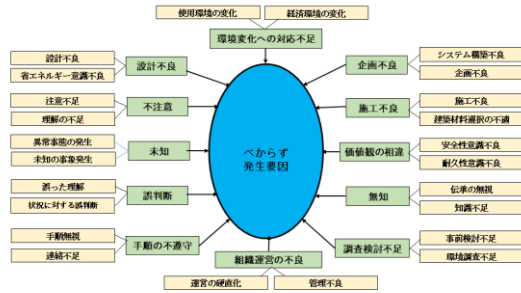 使用環境の変化
経済環境の変化
環境変化への対応不足
設計不良
省エネルギー意識不良
設計不良
企画不良
システム構築不良
企画不良
注意不足
理解の不足
不注意
施工不良
施工不良
建築材料選択の不適
異常事態の発生
未知の事象発生
未知
べからず
発生要因
価値観の相違
安全性意識不良
耐久性意識不良
誤った理解
状況に対する誤判断
誤判断
無知
伝承の無視
知識不足
手順無視
連絡不足
手順の不遵守
組織運営の不良
調査検討不足
事前検討不足
環境調査不足
運営の硬直化
管理不良